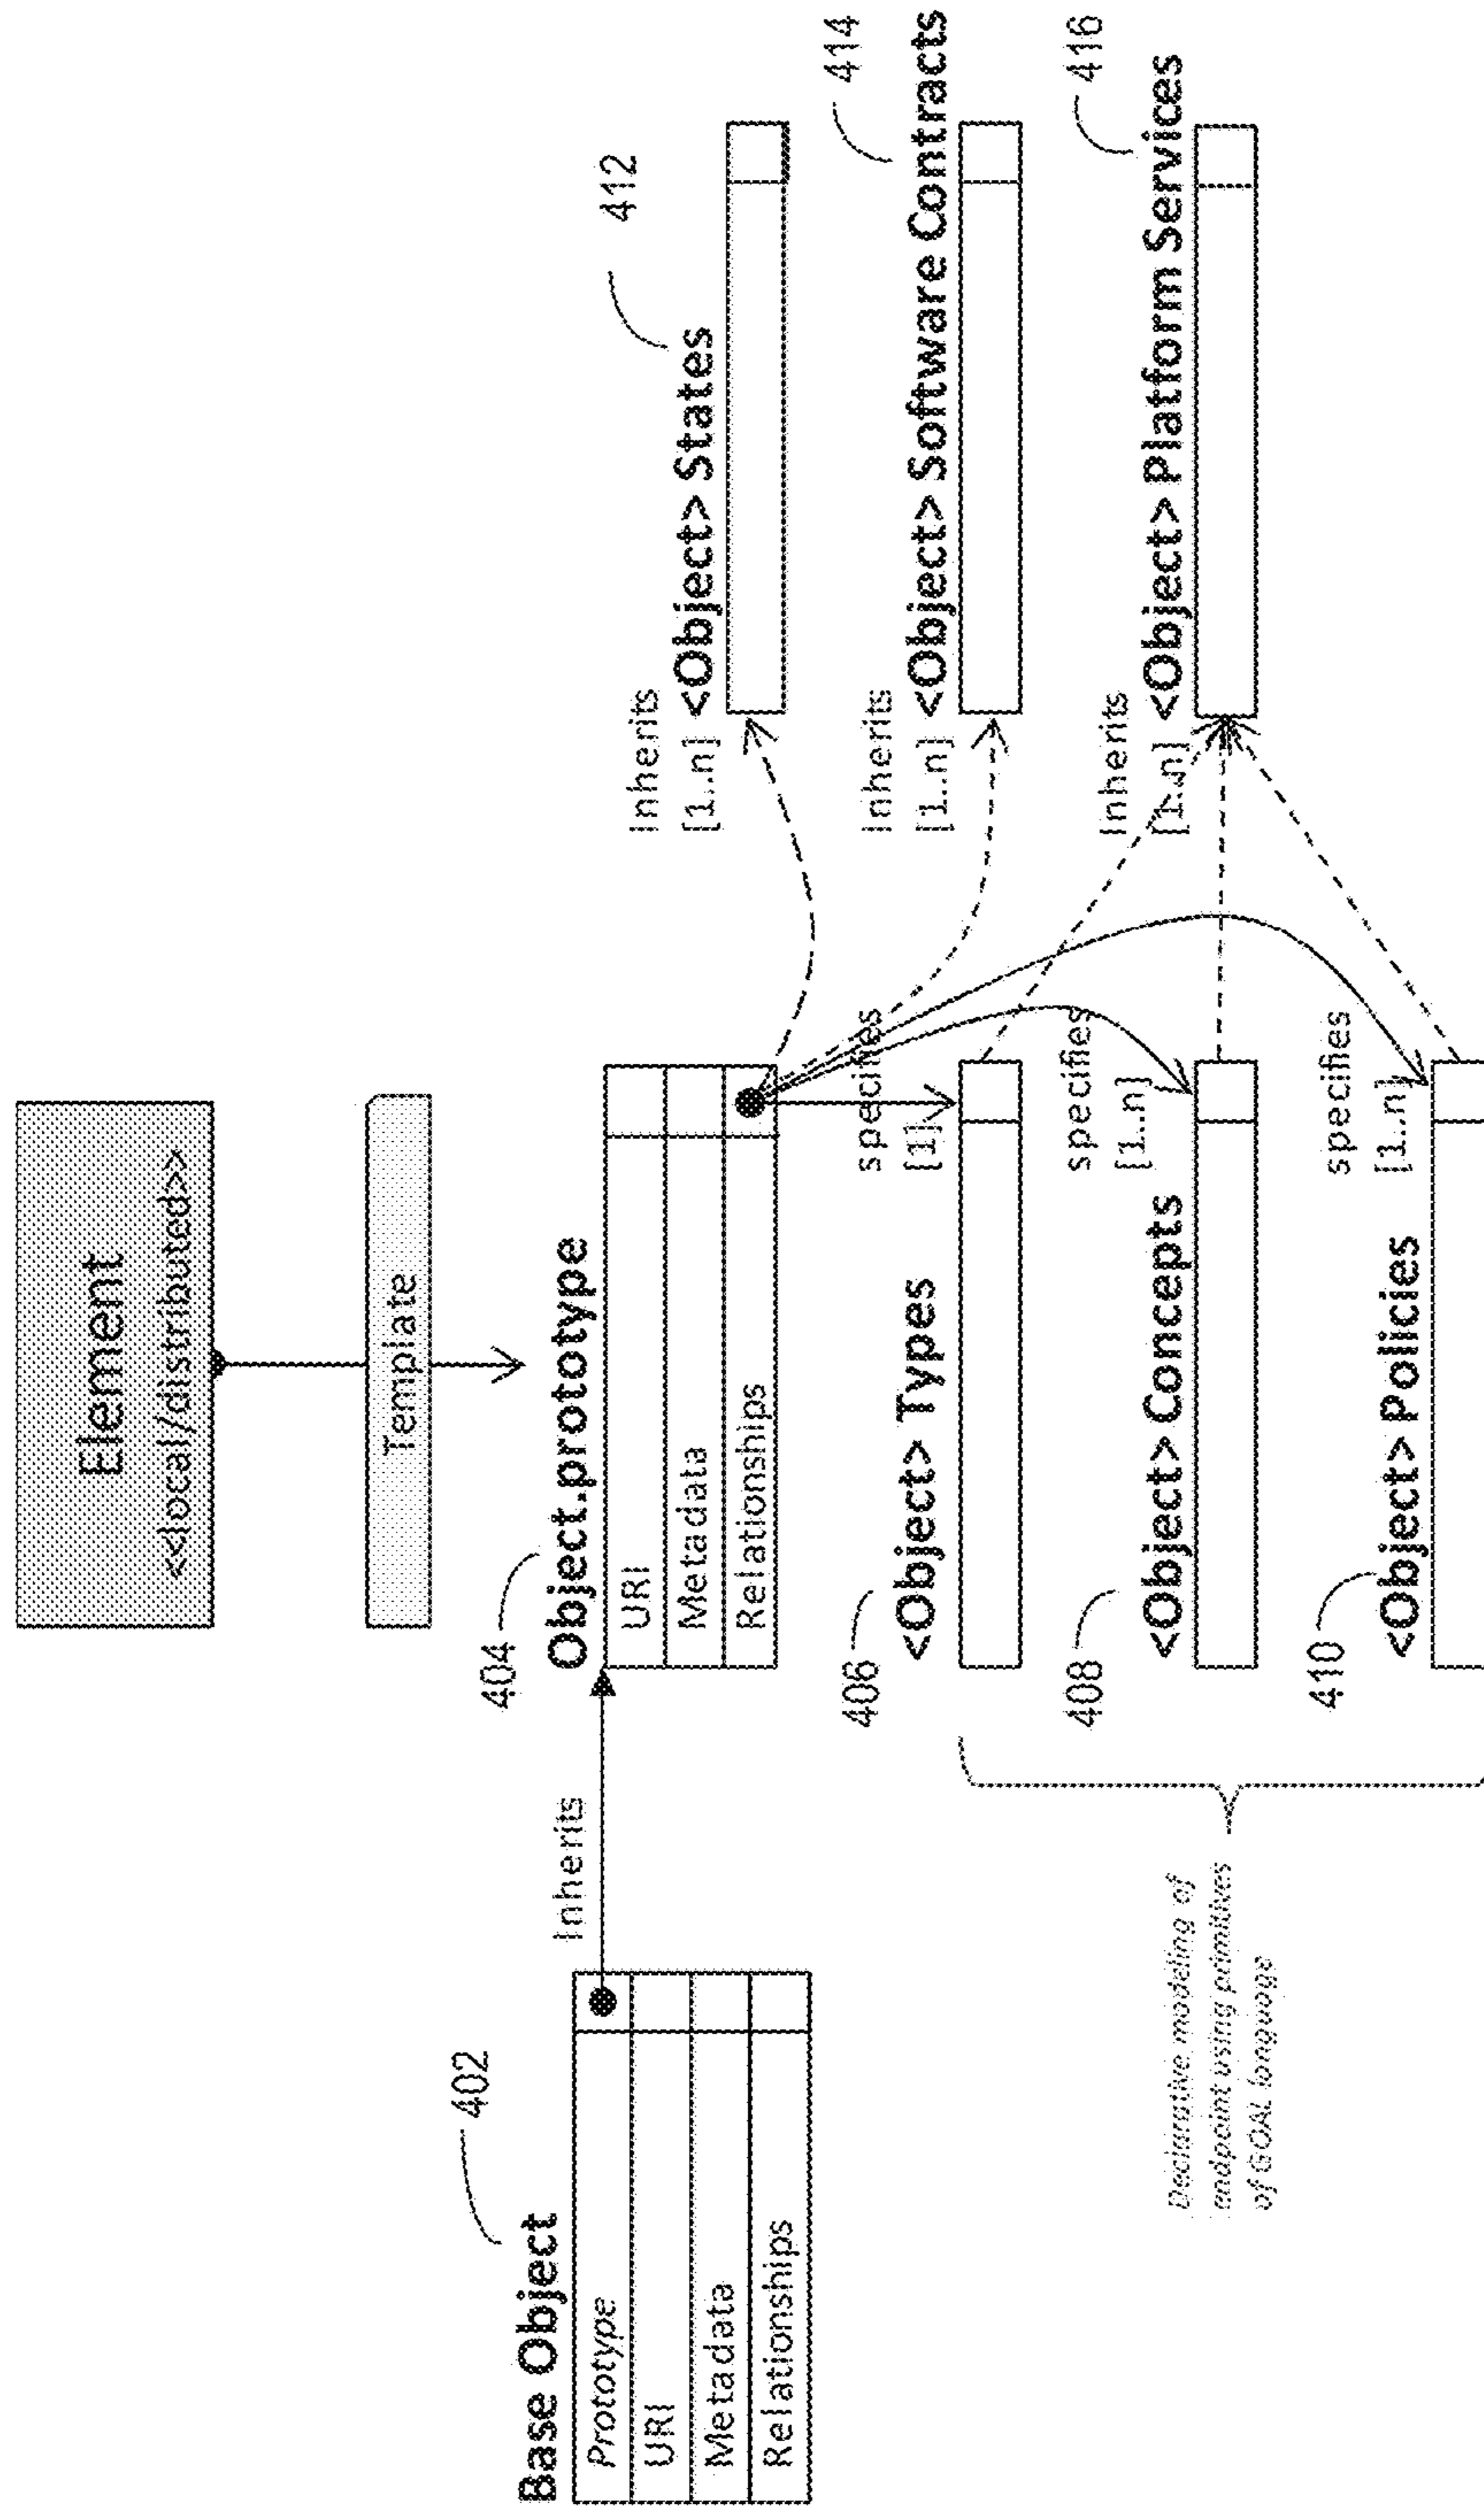 Element
<<local/distributed>>
Template
402
Base Object
Prototype
URI
Metadata
Relationships
Inherits
404
Object.prototype
URI
Metadata
Relationships
Inherits
[1..n]
<Object> States
412
406
<Object> Types
specifies
[1]
Inherits
[1..n]
<Object> Software Contracts
414
408
<Object> Concepts
specifies
[1..n]
Inherits
[1..n]
<Object> Platform Services
416
410
<Object> Policies
specifies
[1..n]
Declarative modeling of
endpoint using primitives
of GOAL language